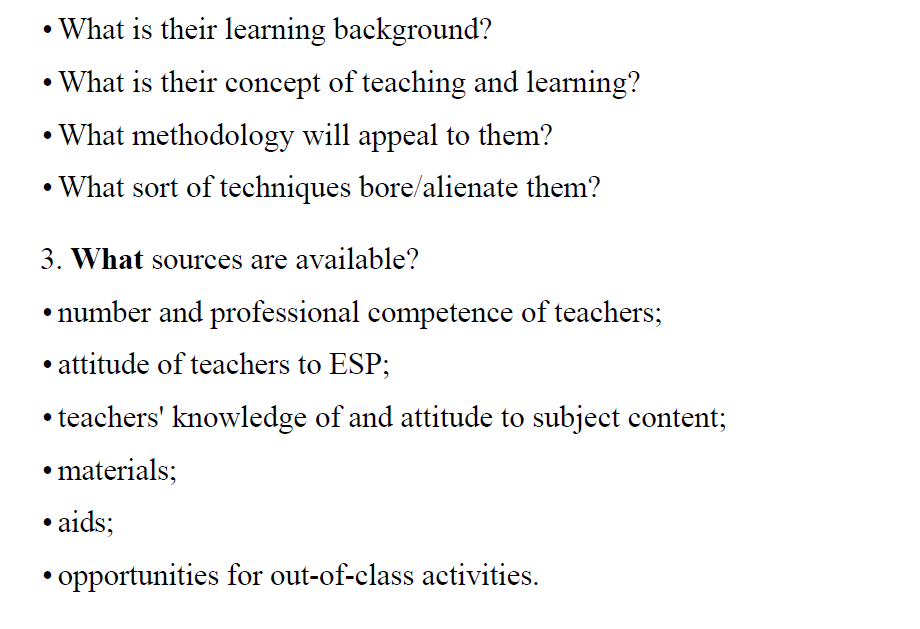 • What is their learning background?
• What is their concept of teaching and learning?
• What methodology will appeal to them?
• What sort of techniques bore/alienate them?
3. What sources are available?
• number and professional competence of teachers;
• attitude of teachers to ESP;
• teachers' knowledge of and attitude to subject content;
• materials;
• aids;
• opportunities for out-of-class activities.